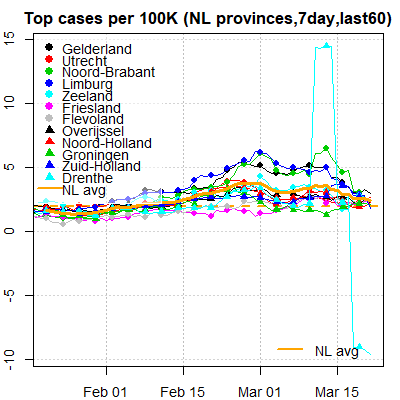 Top cases per 100K (NL provinces,7day,last60)
15
10
5
0
-5
-10
Gelderland
Utrecht
Noord-Brabant
Limburg
Zeeland
Friesland
Flevoland
Overijssel
Noord-Holland
Groningen
Zuid-Holland
Drenthe
NL avg
NL avg
Feb 01
Feb 15
Mar 01
Mar 15